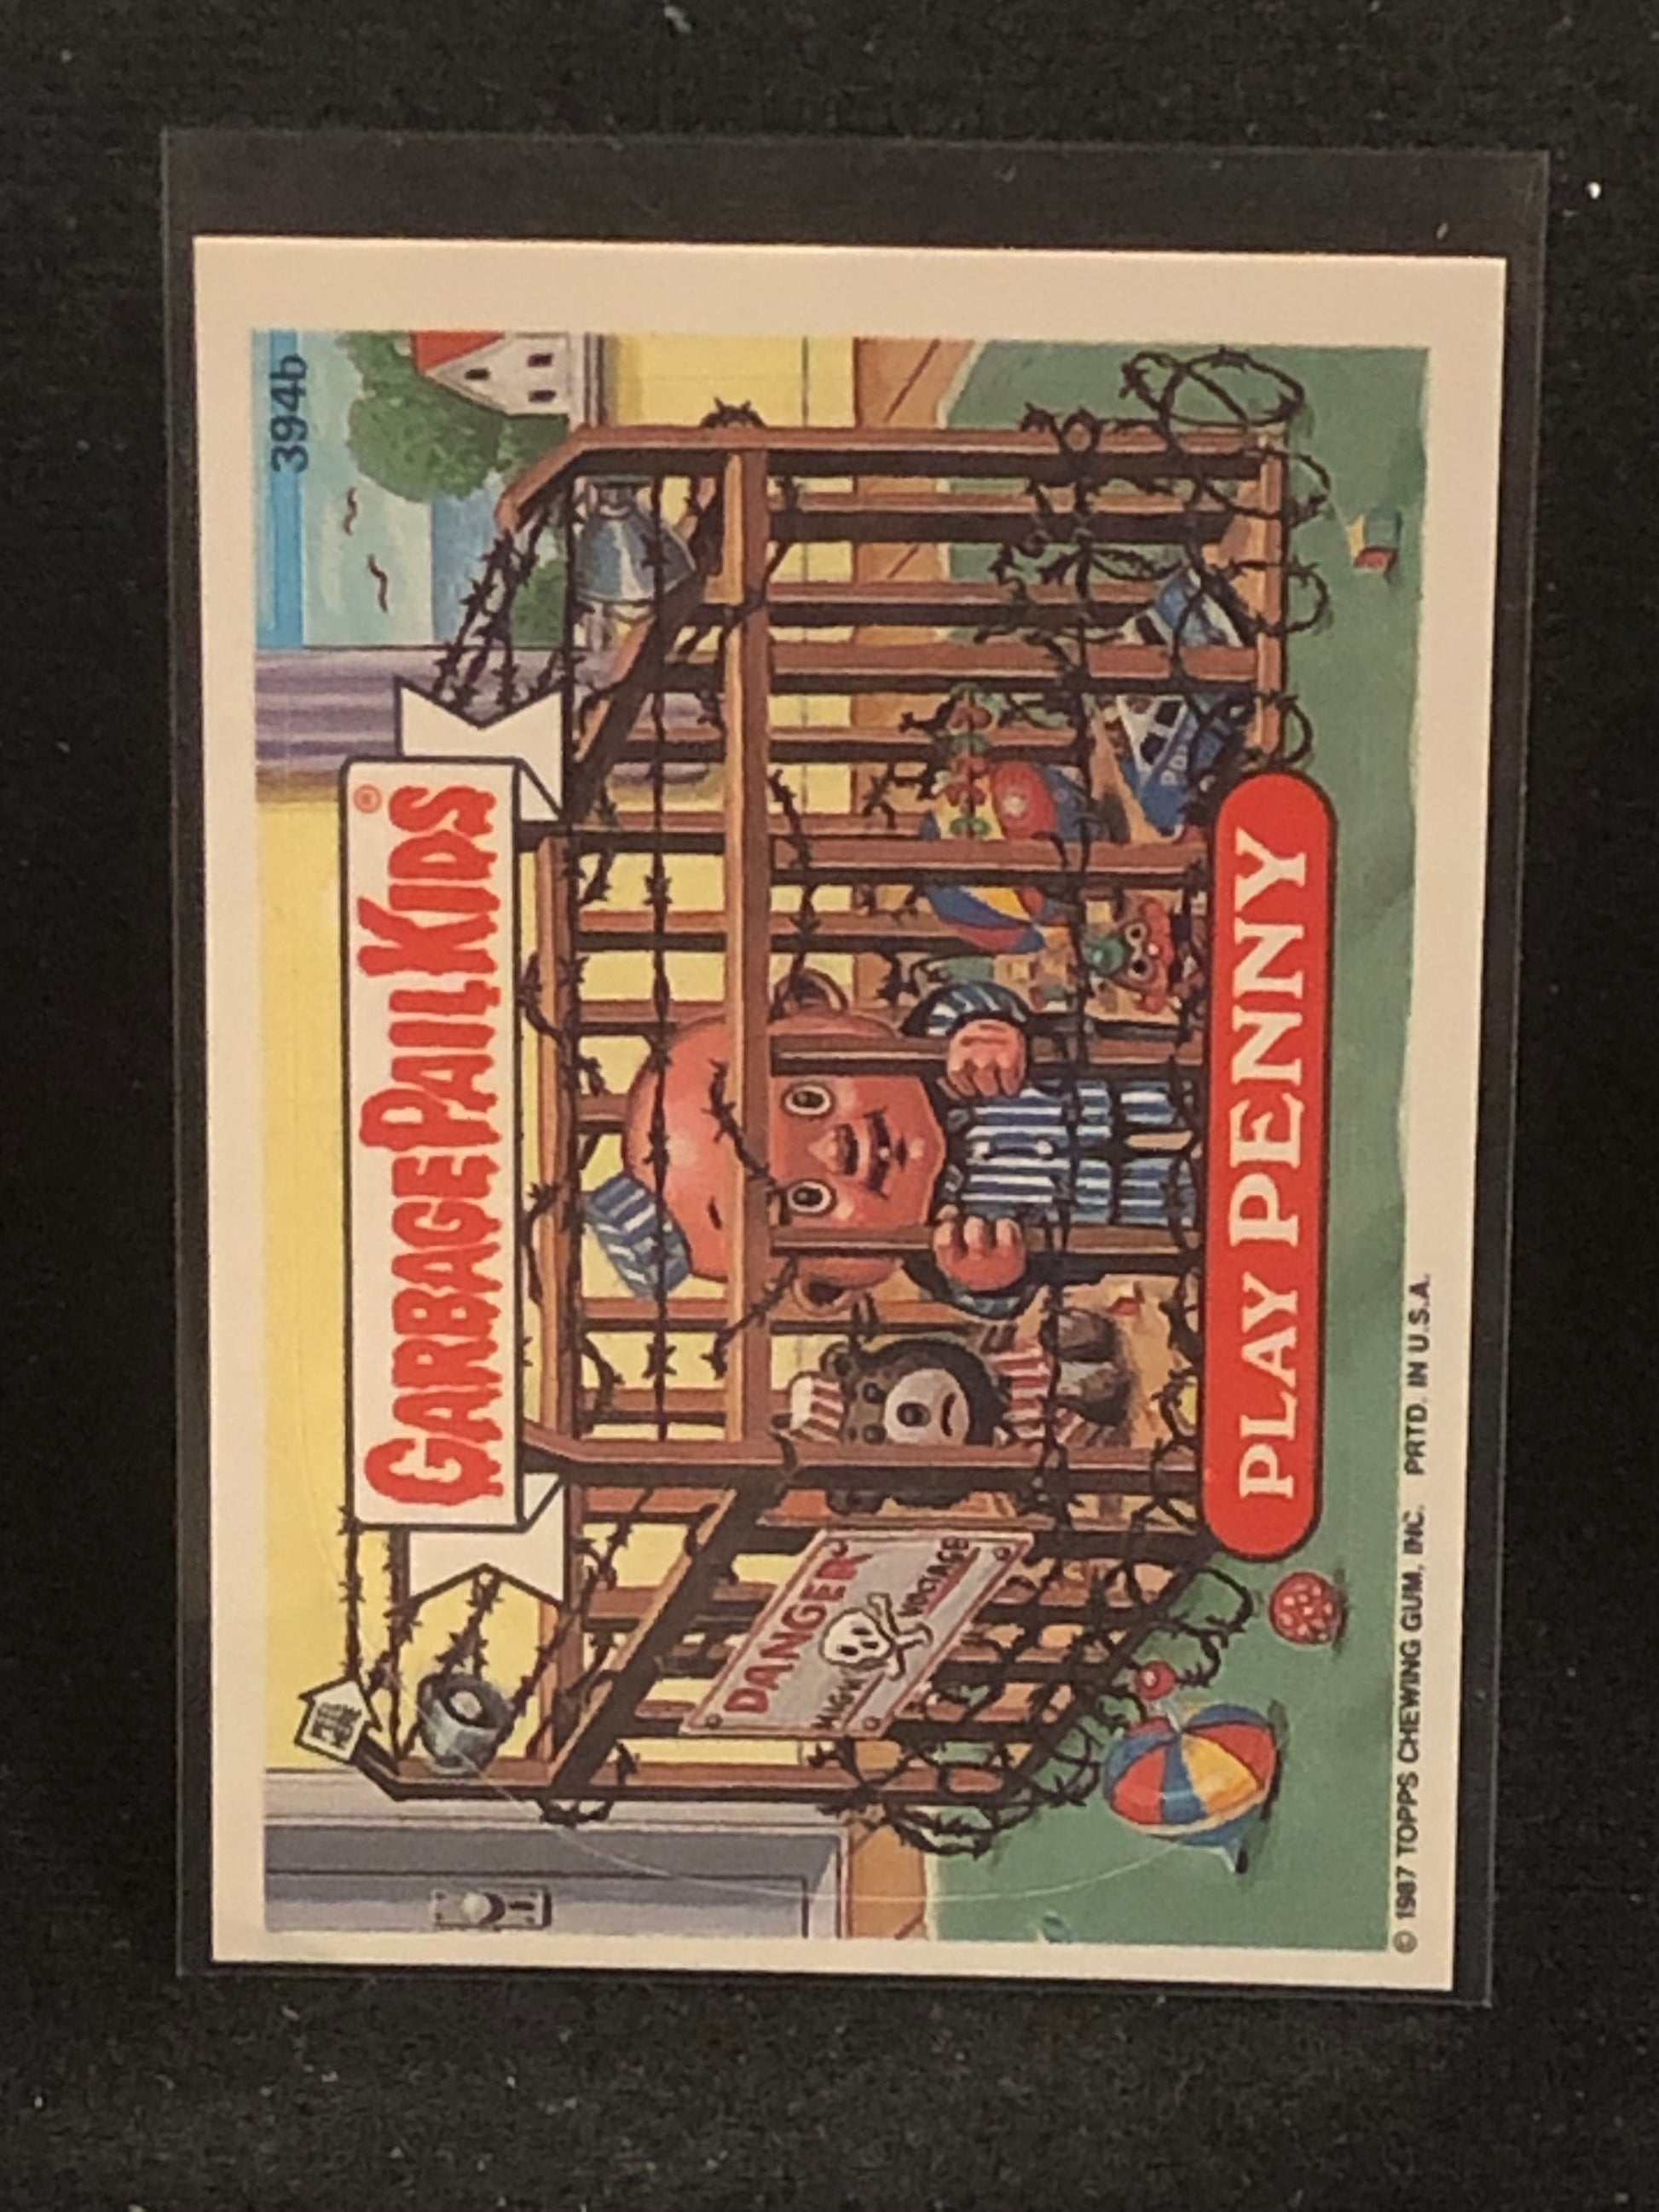 394b
GARBAGE PAIL KIDS®
DANGER
HIGH VOLTAGE
PLAY PENNY
© 1987 TOPPS CHEWING GUM, INC. PRTD. IN U.S.A.